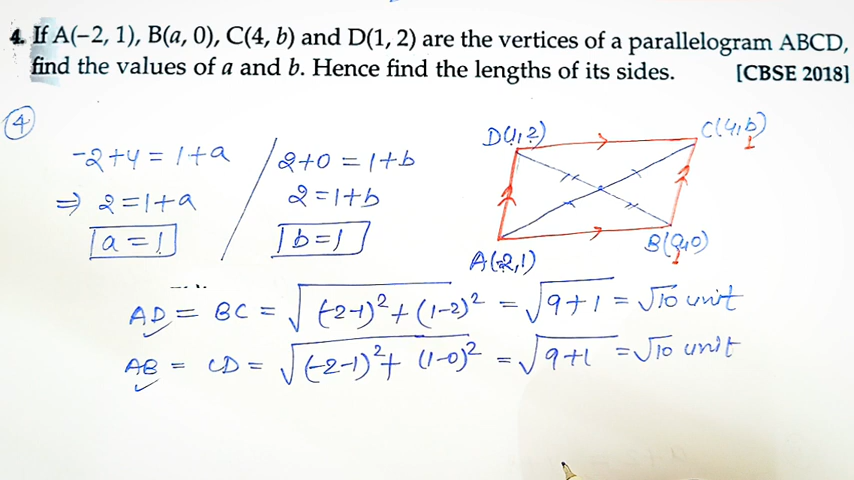 4. If A(−2, 1), B(a, 0), C(4, b) and D(1, 2) are the vertices of a parallelogram ABCD,
find the values of a and b. Hence find the lengths of its sides. [CBSE 2018]
④
-2+4 = 1+a
⇒ 2=1+a
a = 1
2+0 = 1+b
2 = 1+b
b = 1
D(1,2)
C(4,b)
1
A(-2,1)
B(a,0)
1
AD = BC = √(-2-1)²+(1-2)² = √9+1 = √10 unit
AB = CD = √(-2-1)²+(1-0)² = √9+1 = √10 unit